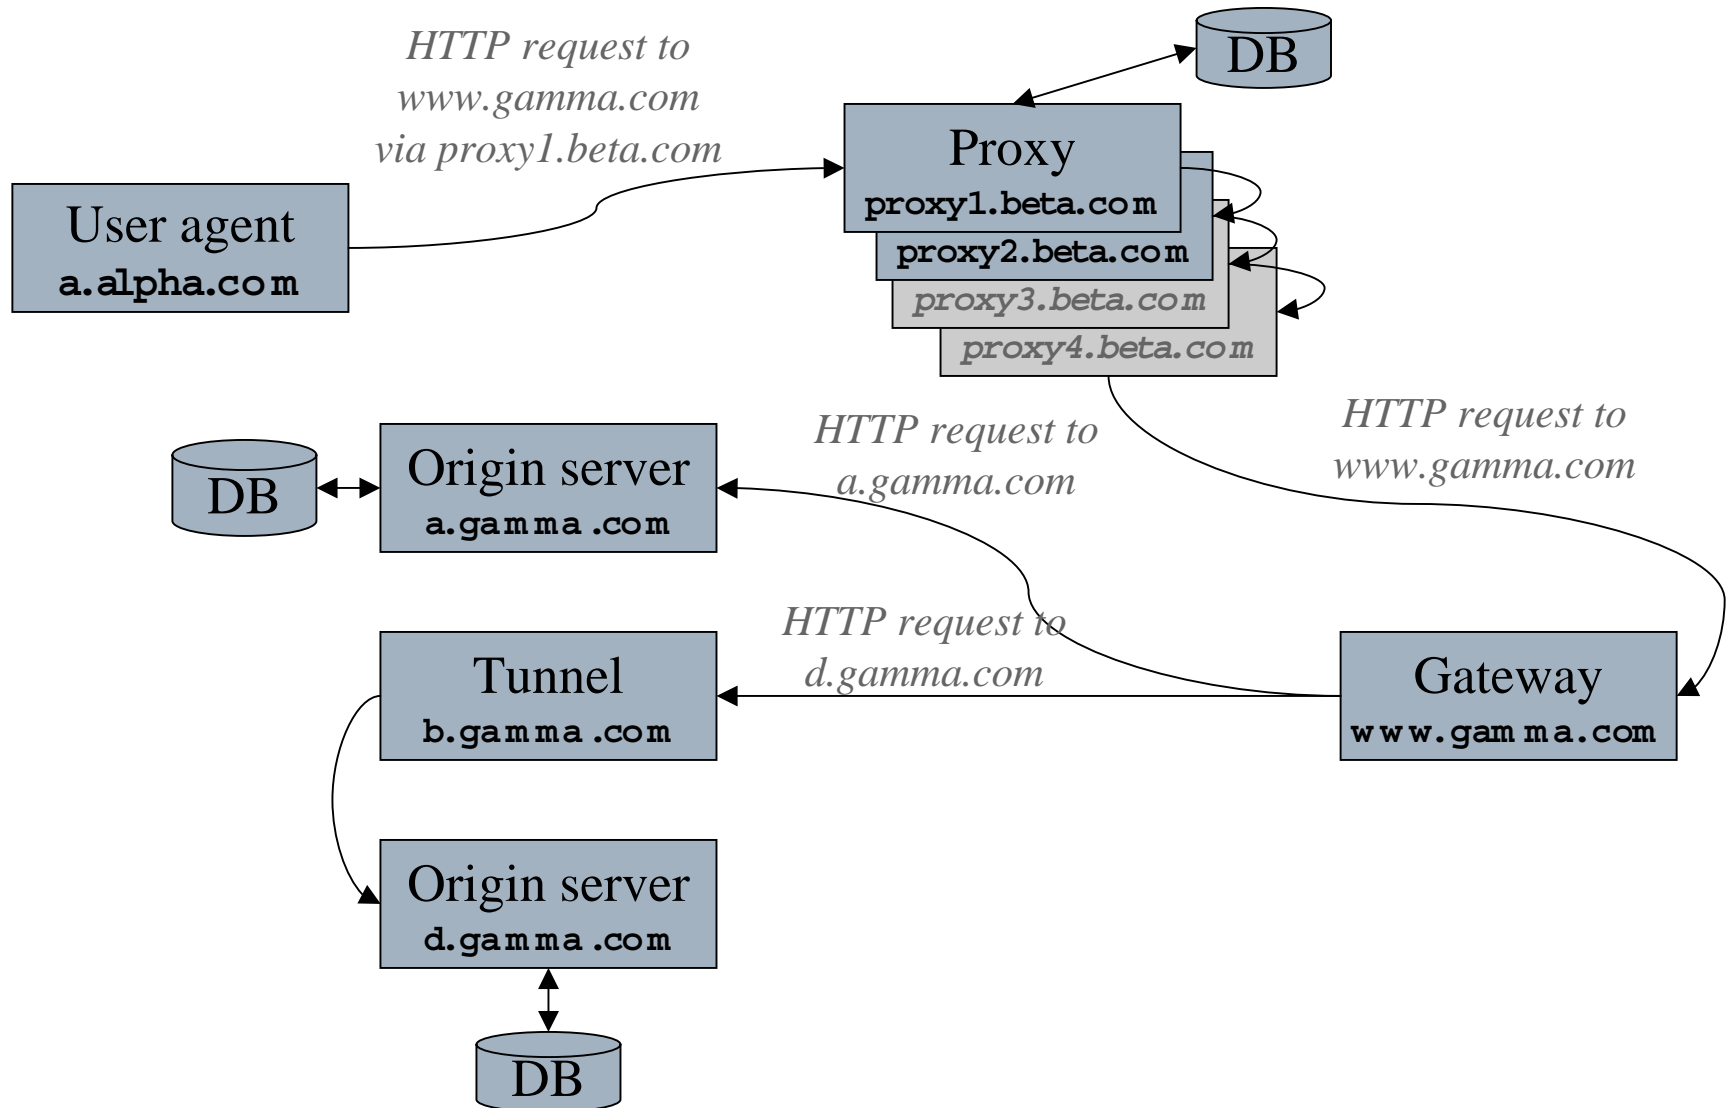 HTTP request to
www.gamma.com
via proxy1.beta.com
DB
Proxy
proxy1.beta.com
proxy2.beta.com
proxy3.beta.com
proxy4.beta.com
User agent
a.alpha.com
HTTP request to
www.gamma.com
HTTP request to
a.gamma.com
DB
Origin server
a.gamma.com
HTTP request to
d.gamma.com
Tunnel
b.gamma.com
Gateway
www.gamma.com
Origin server
d.gamma.com
DB